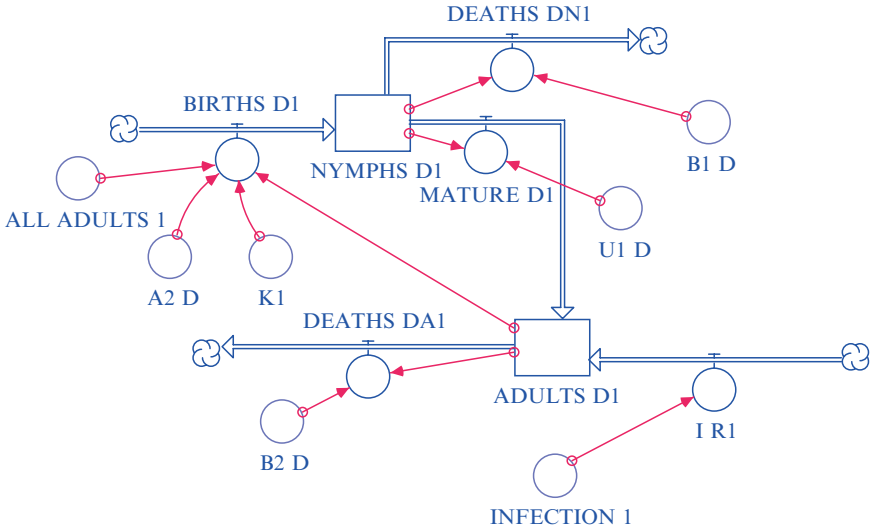 DEATHS DN1
BIRTHS D1
B1 D
NYMPHS D1
MATURE D1
ALL ADULTS 1
U1 D
A2 D
K1
DEATHS DA1
ADULTS D1
I R1
B2 D
INFECTION 1